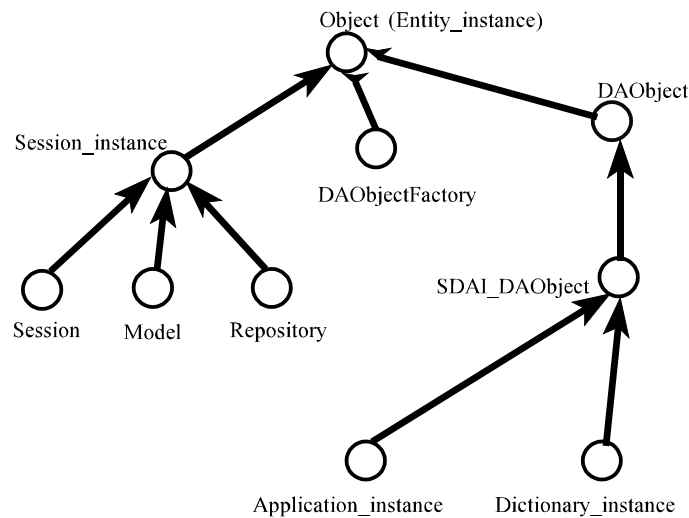 Object (Entity_instance)
DAObject
Session_instance
DAObjectFactory
SDAI_DAObject
Session
Model
Repository
Application_instance
Dictionary_instance